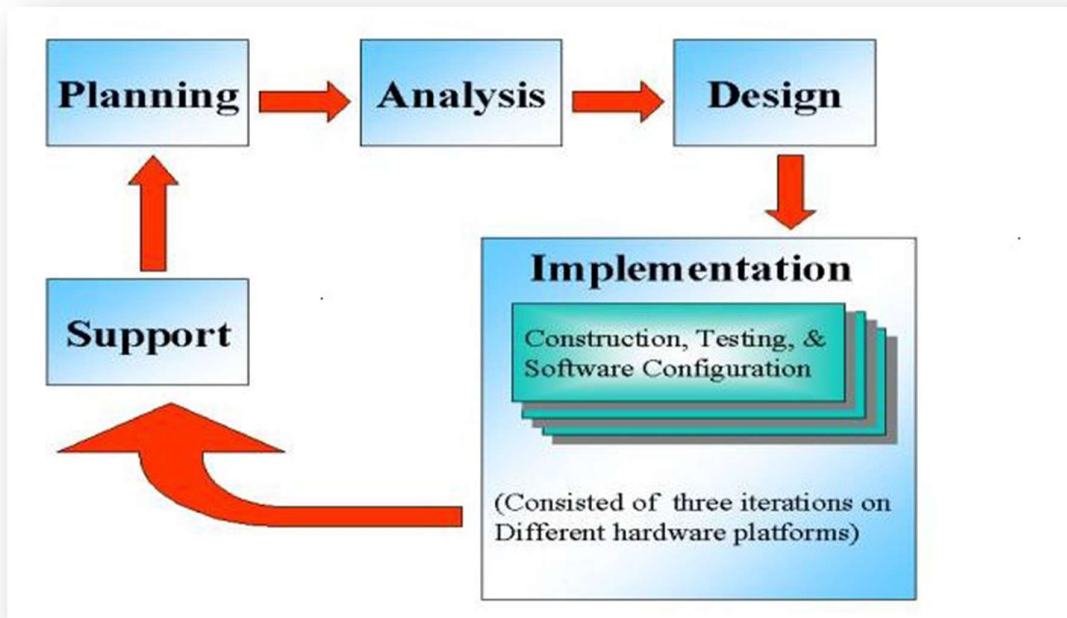 Planning
Analysis
Design
Implementation
Construction, Testing, &
Software Configuration
(Consisted of three iterations on
Different hardware platforms)
Support